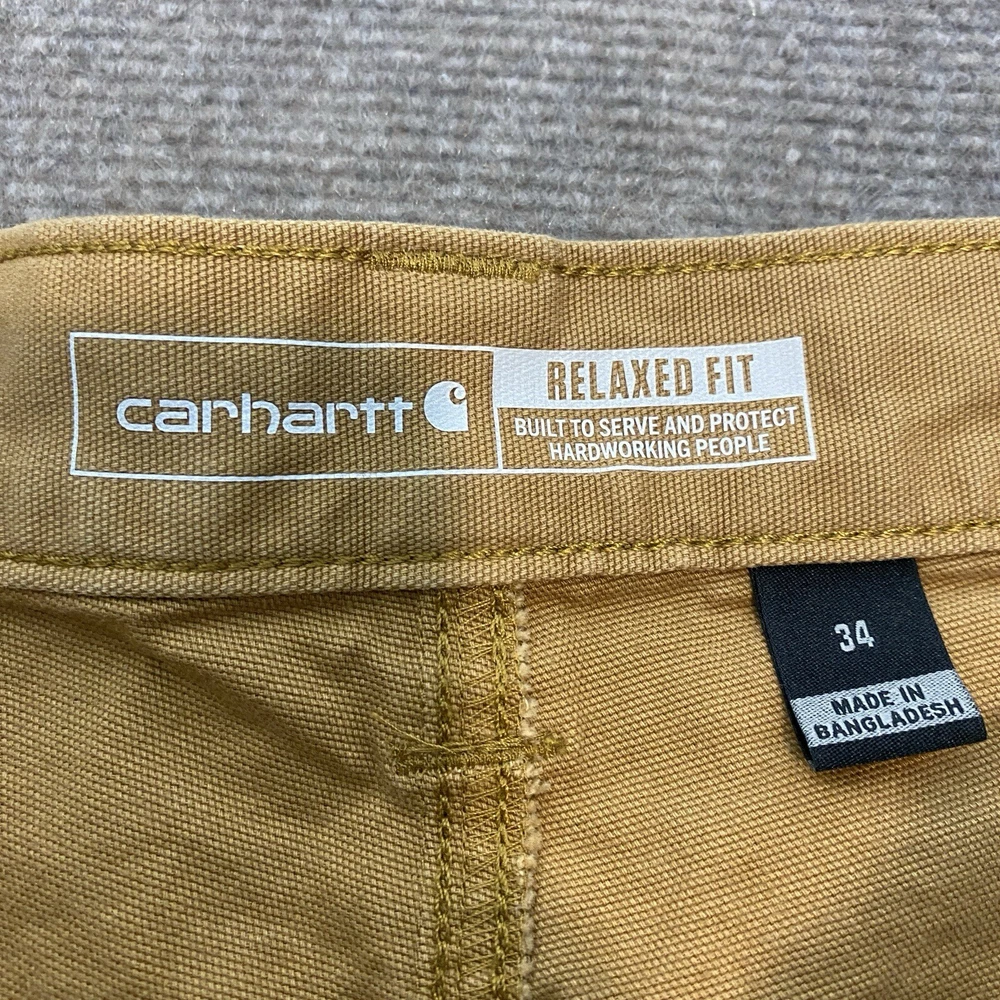 carhartt
RELAXED FIT
BUILT TO SERVE AND PROTECT
HARDWORKING PEOPLE
34
MADE IN
BANGLADESH